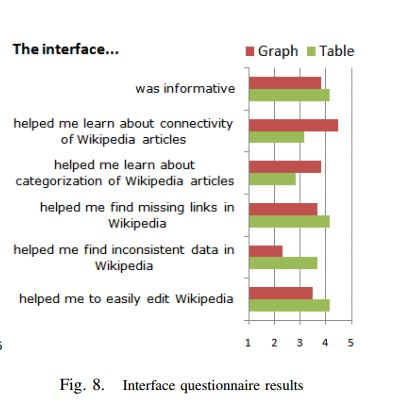 The interface...
Graph Table
was informative
helped me learn about connectivity
of Wikipedia articles
helped me learn about
categorization of Wikipedia articles
helped me find missing links in
Wikipedia
helped me find inconsistent data in
Wikipedia
helped me to easily edit Wikipedia
1 2 3 4 5
Fig. 8. Interface questionnaire results